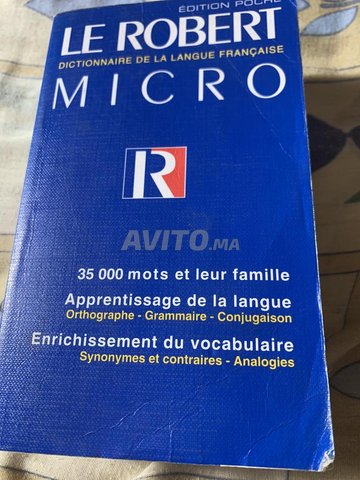 ÉDITION POCHE
LE ROBERT
DICTIONNAIRE DE LA LANGUE FRANÇAISE
MICRO
R
AVITO.MA
35 000 mots et leur famille
Apprentissage de la langue
Orthographe - Grammaire - Conjugaison
Enrichissement du vocabulaire
Synonymes et contraires - Analogies